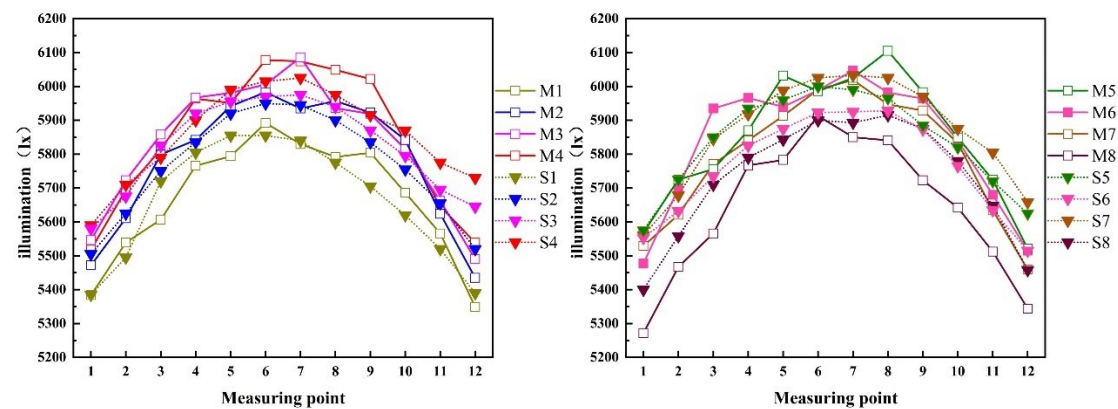 6200
6100
6000
5900
5800
5700
5600
5500
5400
5300
5200
illumination（lx）
1 2 3 4 5 6 7 8 9 10 11 12
Measuring point
M1
M2
M3
M4
S1
S2
S3
S4
6200
6100
6000
5900
5800
5700
5600
5500
5400
5300
5200
illumination（lx）
1 2 3 4 5 6 7 8 9 10 11 12
Measuring point
M5
M6
M7
M8
S5
S6
S7
S8